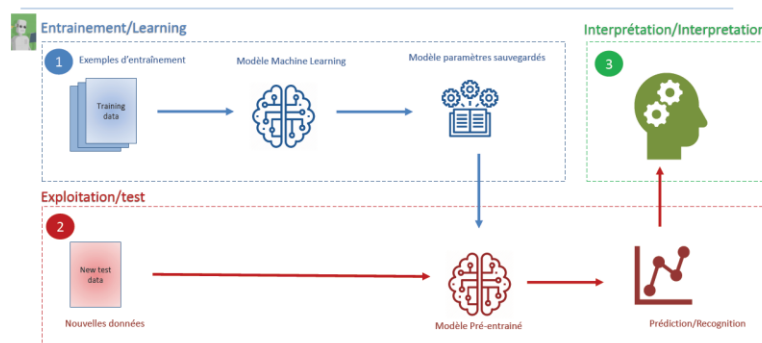 Entrainement/Learning
Interprétation/Interpretation
1
Exemples d'entraînement
Modèle Machine Learning
Modèle paramètres sauvegardés
3
Training
data
Exploitation/test
2
New test
data
Nouvelles données
Modèle Pré-entrainé
Prédiction/Recognition